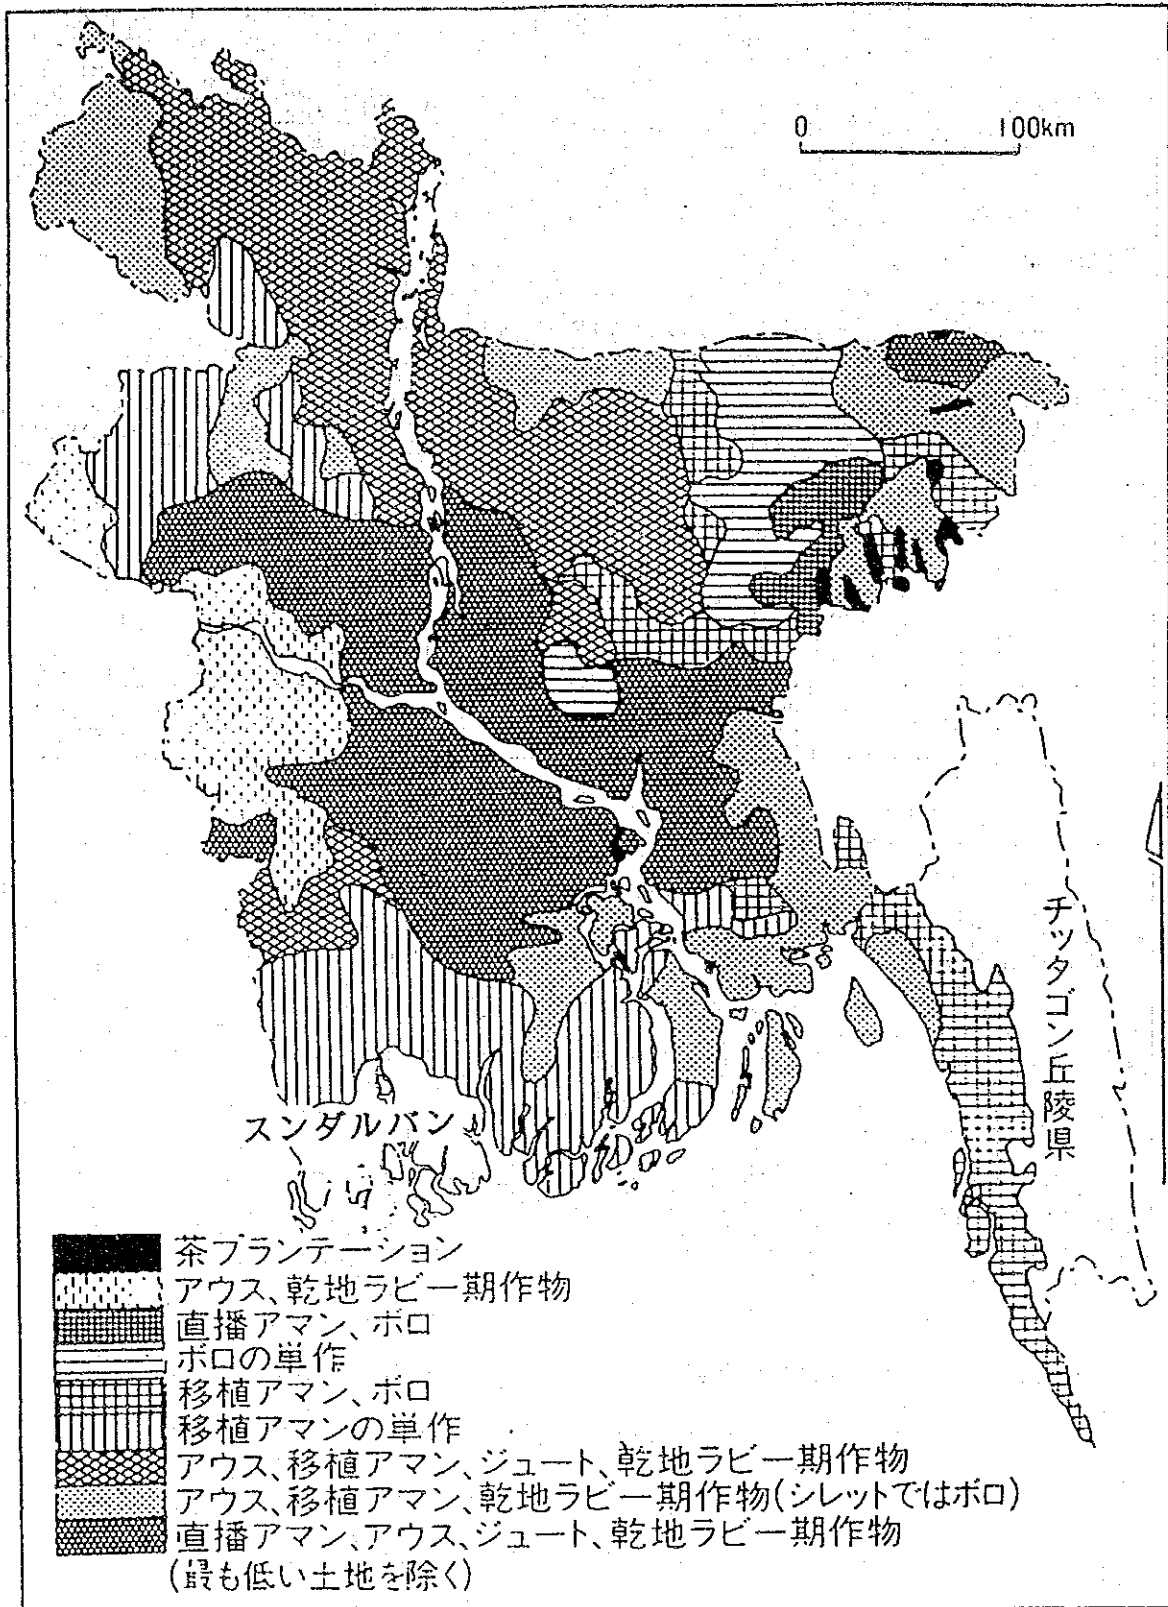 0 100km
チッタゴン丘陵県
スンダルバン
茶プランテーション
アウス、乾地ラビー期作物
直播アマン、ボロ
ボロの単作
移植アマン、ボロ
移植アマンの単作
アウス、移植アマン、ジュート、乾地ラビー期作物
アウス、移植アマン、乾地ラビー期作物(シレットではボロ)
直播アマン、アウス、ジュート、乾地ラビー期作物
(最も低い土地を除く)